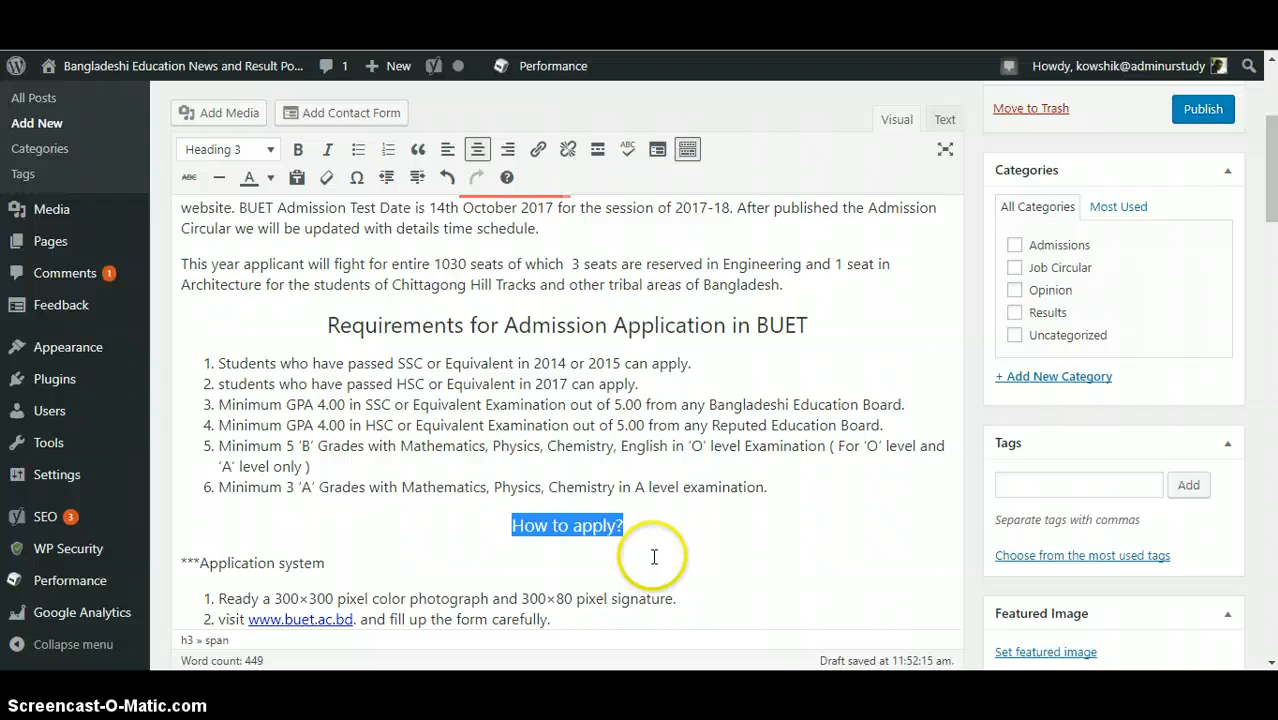 Bangladeshi Education News and Result Po... 1 New Performance Howdy, kowshik@adminurstudy
All Posts
Add New
Categories
Tags
Media
Pages
Comments 1
Feedback
Appearance
Plugins
Users
Tools
Settings
SEO 3
WP Security
Performance
Google Analytics
Collapse menu
Add Media Add Contact Form
Visual Text
Heading 3 B I ABC
ABC A Ω
website. BUET Admission Test Date is 14th October 2017 for the session of 2017-18. After published the Admission
Circular we will be updated with details time schedule.
This year applicant will fight for entire 1030 seats of which 3 seats are reserved in Engineering and 1 seat in
Architecture for the students of Chittagong Hill Tracks and other tribal areas of Bangladesh.
Requirements for Admission Application in BUET
1. Students who have passed SSC or Equivalent in 2014 or 2015 can apply.
2. students who have passed HSC or Equivalent in 2017 can apply.
3. Minimum GPA 4.00 in SSC or Equivalent Examination out of 5.00 from any Bangladeshi Education Board.
4. Minimum GPA 4.00 in HSC or Equivalent Examination out of 5.00 from any Reputed Education Board.
5. Minimum 5 'B' Grades with Mathematics, Physics, Chemistry, English in 'O' level Examination ( For 'O' level and
'A' level only )
6. Minimum 3 'A' Grades with Mathematics, Physics, Chemistry in A level examination.
How to apply?
***Application system
1. Ready a 300×300 pixel color photograph and 300×80 pixel signature.
2. visit www.buet.ac.bd. and fill up the form carefully.
h3 » span
Word count: 449 Draft saved at 11:52:15 am.
Move to Trash Publish
Categories
All Categories Most Used
Admissions
Job Circular
Opinion
Results
Uncategorized
+ Add New Category
Tags
Add
Separate tags with commas
Choose from the most used tags
Featured Image
Set featured image
Screencast-O-Matic.com